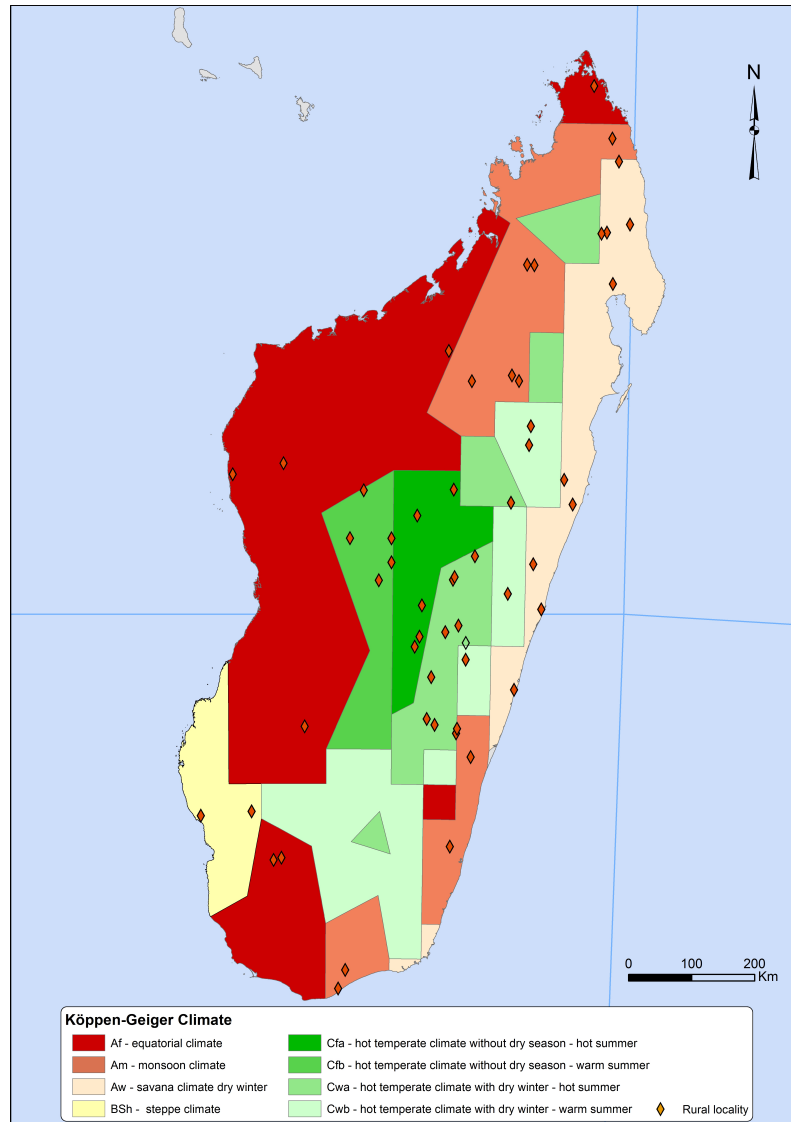 N
0 100 200
Km
Köppen-Geiger Climate
Af - equatorial climate
Am - monsoon climate
Aw - savana climate dry winter
BSh - steppe climate
Cfa - hot temperate climate without dry season - hot summer
Cfb - hot temperate climate without dry season - warm summer
Cwa - hot temperate climate with dry winter - hot summer
Cwb - hot temperate climate with dry winter - warm summer
Rural locality